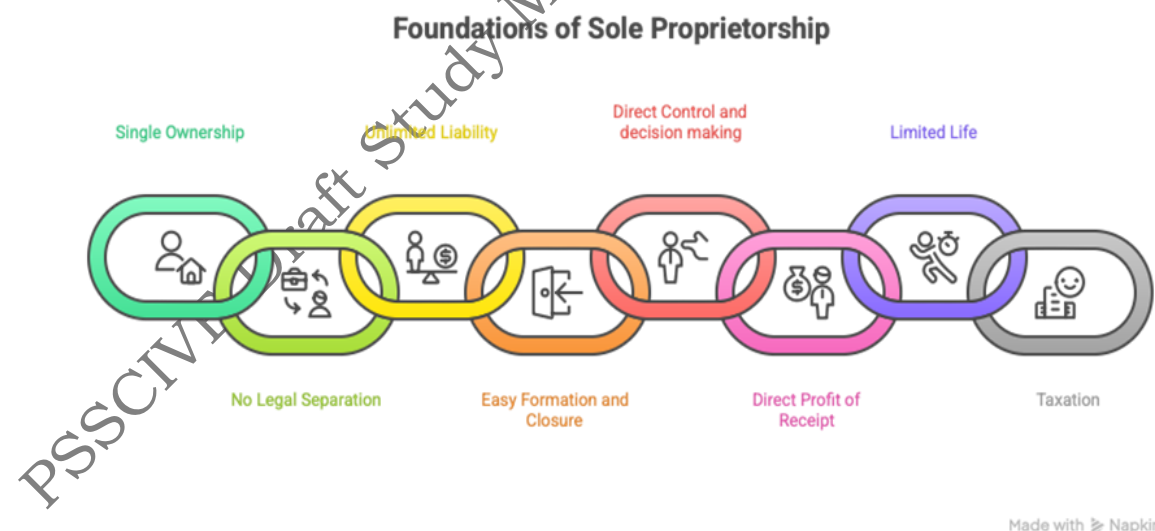 Foundations of Sole Proprietorship
Single Ownership
Unlimited Liability
Direct Control and
decision making
Limited Life
No Legal Separation
Easy Formation and
Closure
Direct Profit of
Receipt
Taxation
PSSCIVE Draft Study
Made with Napkin